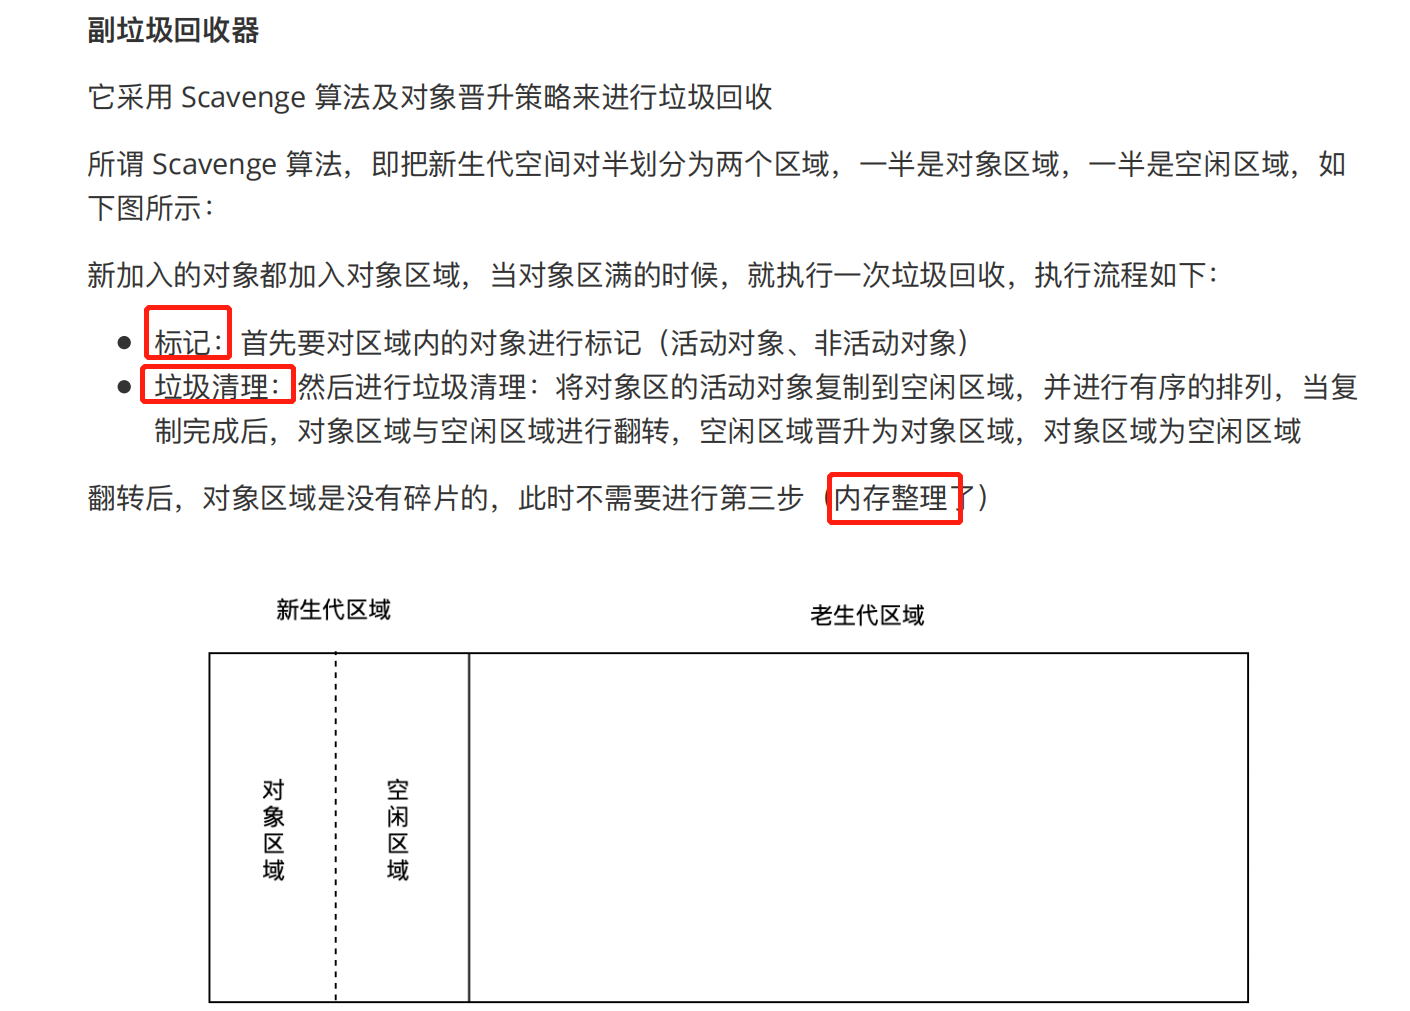 副垃圾回收器
它采用 Scavenge 算法及对象晋升策略来进行垃圾回收
所谓 Scavenge 算法，即把新生代空间对半划分为两个区域，一半是对象区域，一半是空闲区域，如
下图所示：
新加入的对象都加入对象区域，当对象区满的时候，就执行一次垃圾回收，执行流程如下：
标记：首先要对区域内的对象进行标记（活动对象、非活动对象）
垃圾清理：然后进行垃圾清理：将对象区的活动对象复制到空闲区域，并进行有序的排列，当复
制完成后，对象区域与空闲区域进行翻转，空闲区域晋升为对象区域，对象区域为空闲区域
翻转后，对象区域是没有碎片的，此时不需要进行第三步（内存整理了）
新生代区域
老生代区域
对象区域
空闲区域